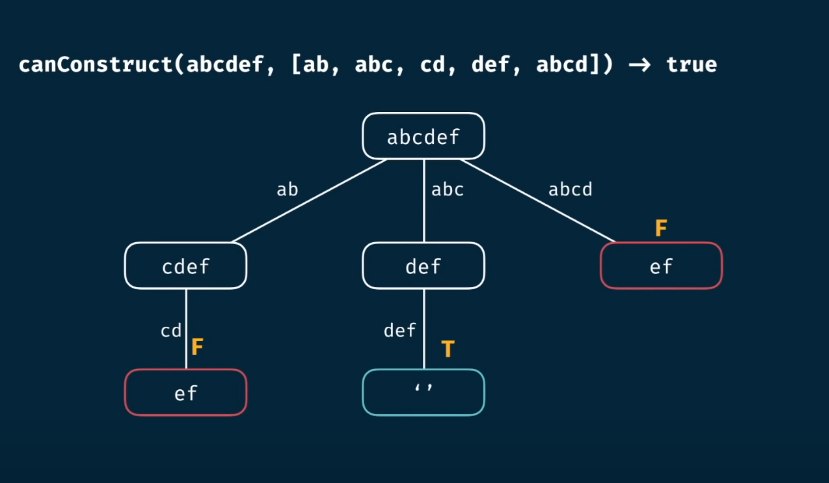 canConstruct(abcdef, [ab, abc, cd, def, abcd]) → true
abcdef
ab
abc
abcd
F
cdef
def
ef
cd
F
def
T
ef
‘’